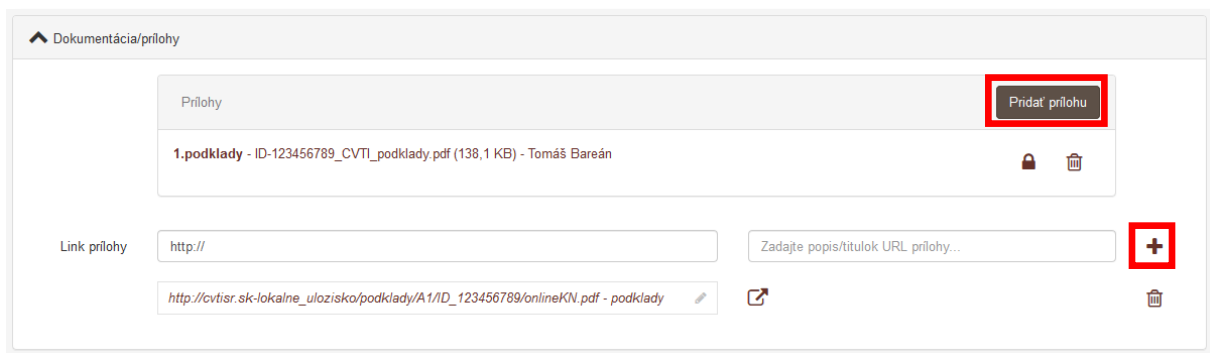 Dokumentácia/prílohy
Prílohy
Pridať prílohu
1.podklady - ID-123456789_CVTI_podklady.pdf (138,1 KB) - Tomáš Bareán
Link prílohy
http://
Zadajte popis/titulok URL prílohy...
http://cvtisr.sk-lokalne_ulozisko/podklady/A1/ID_123456789/onlineKN.pdf - podklady